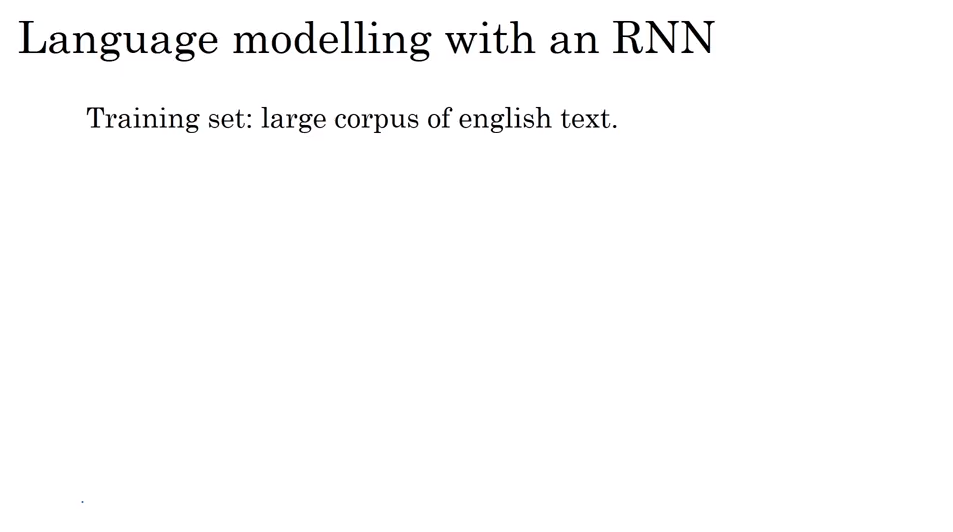 Language modelling with an RNN
Training set: large corpus of english text.